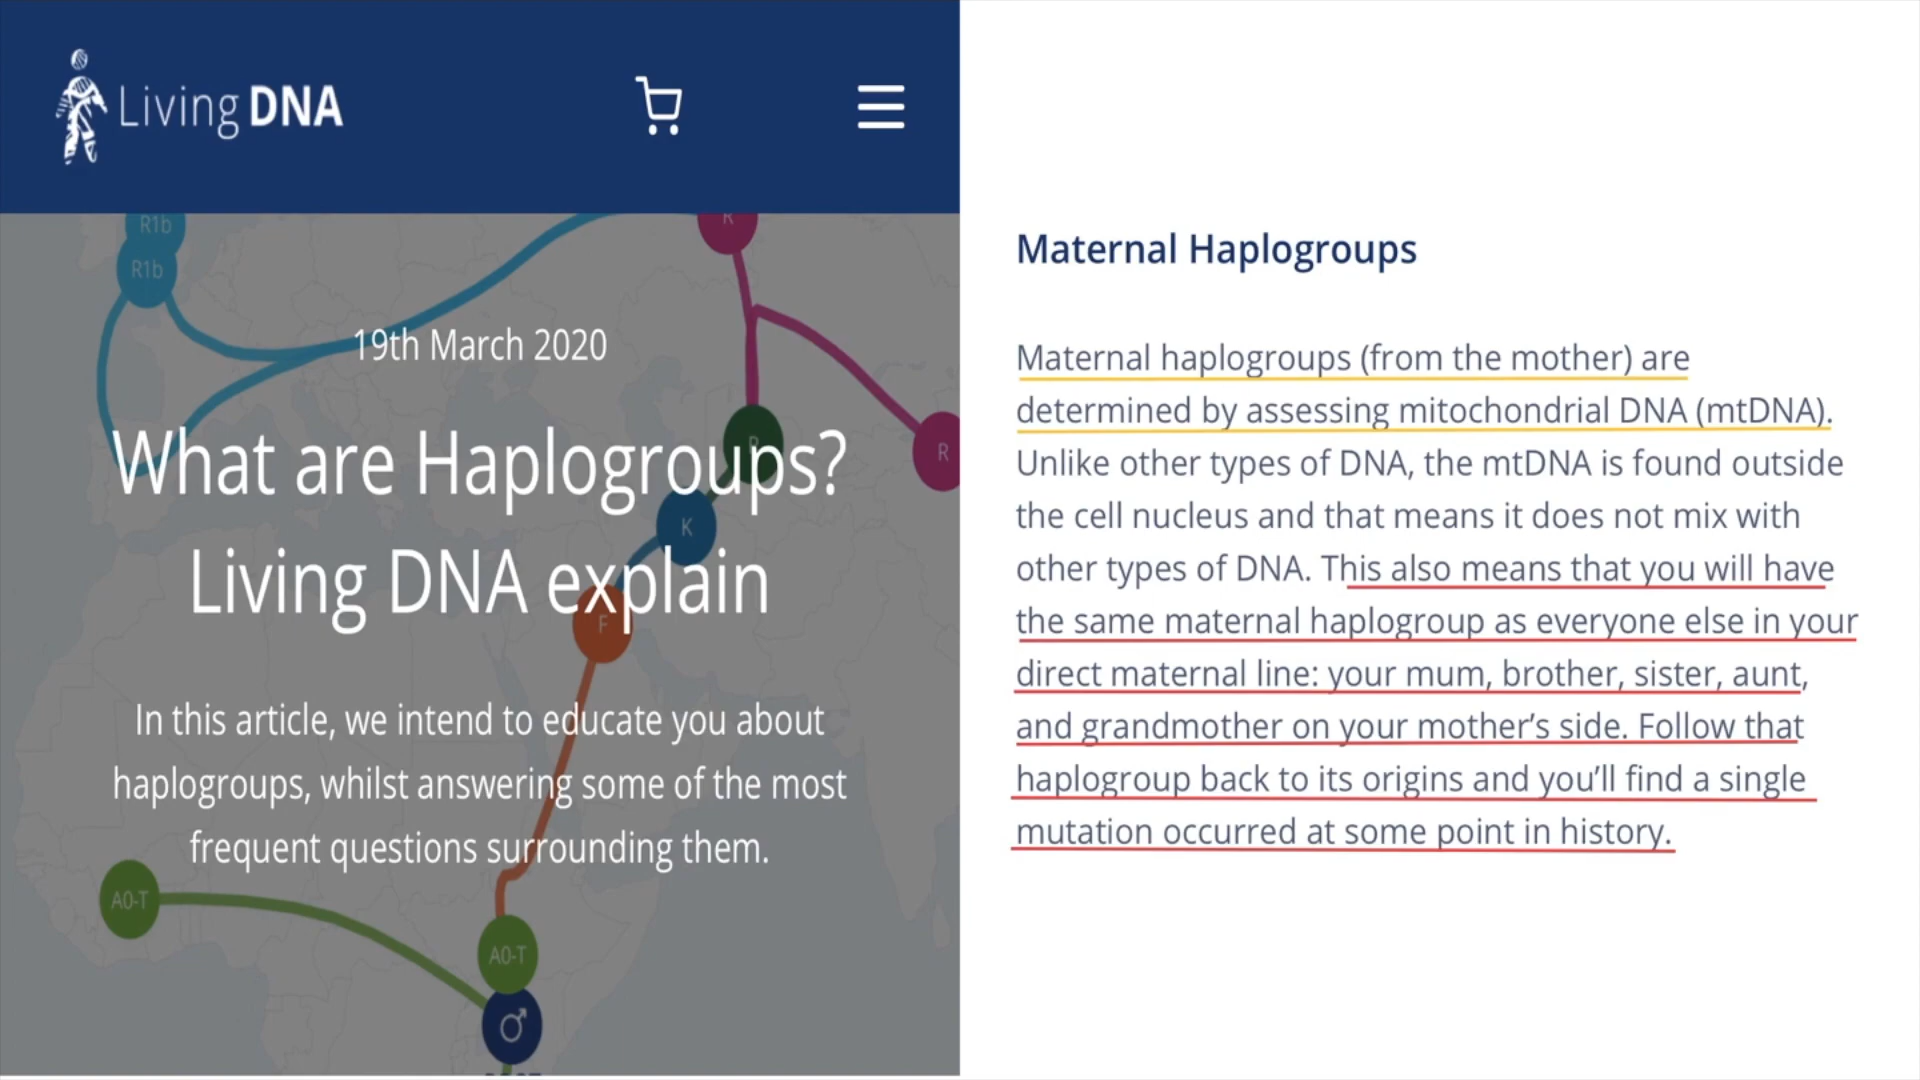 Living DNA
R1b
R1b
R
19th March 2020
What are Haplogroups?
R
R
K
Living DNA explain
F
In this article, we intend to educate you about
haplogroups, whilst answering some of the most
frequent questions surrounding them.
A0-T
A0-T
Maternal Haplogroups
Maternal haplogroups (from the mother) are
determined by assessing mitochondrial DNA (mtDNA).
Unlike other types of DNA, the mtDNA is found outside
the cell nucleus and that means it does not mix with
other types of DNA. This also means that you will have
the same maternal haplogroup as everyone else in your
direct maternal line: your mum, brother, sister, aunt,
and grandmother on your mother’s side. Follow that
haplogroup back to its origins and you’ll find a single
mutation occurred at some point in history.